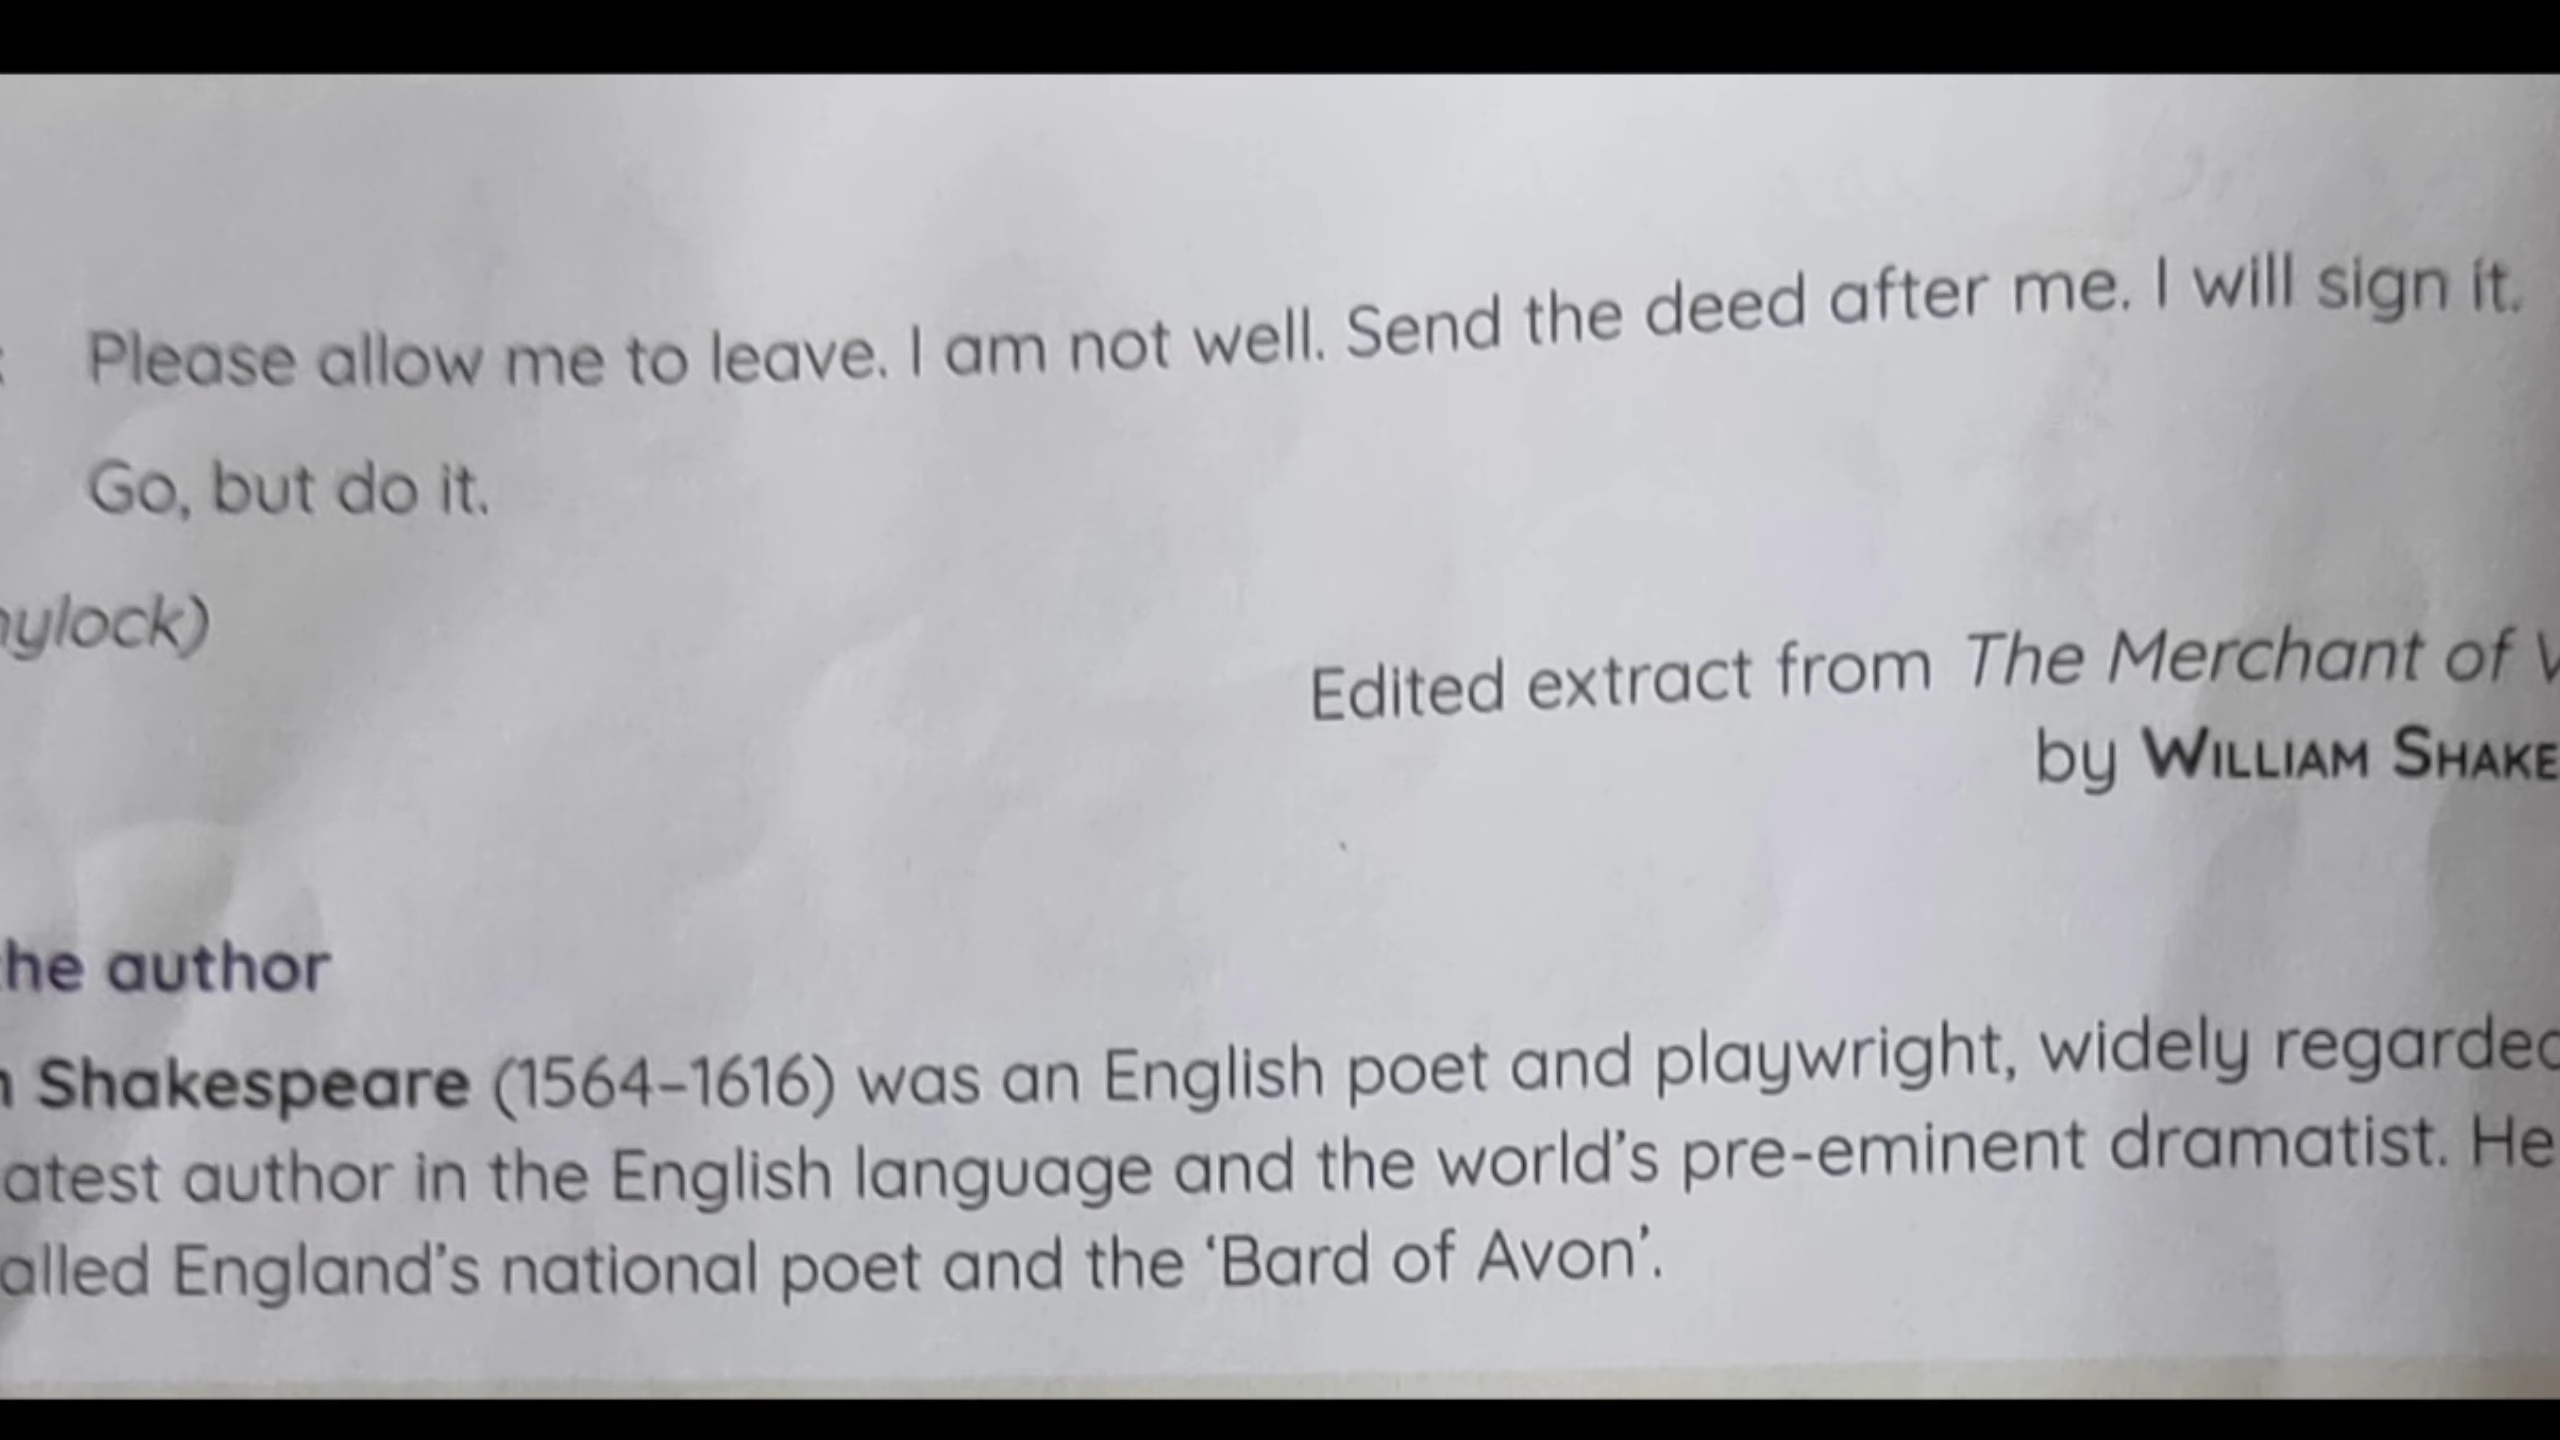 Please allow me to leave. I am not well. Send the deed after me. I will sign it.
Go, but do it.
ylock)
Edited extract from The Merchant of V
by WILLIAM SHAKE
he author
Shakespeare (1564–1616) was an English poet and playwright, widely regarded
atest author in the English language and the world's pre-eminent dramatist. He
alled England's national poet and the ‘Bard of Avon’.